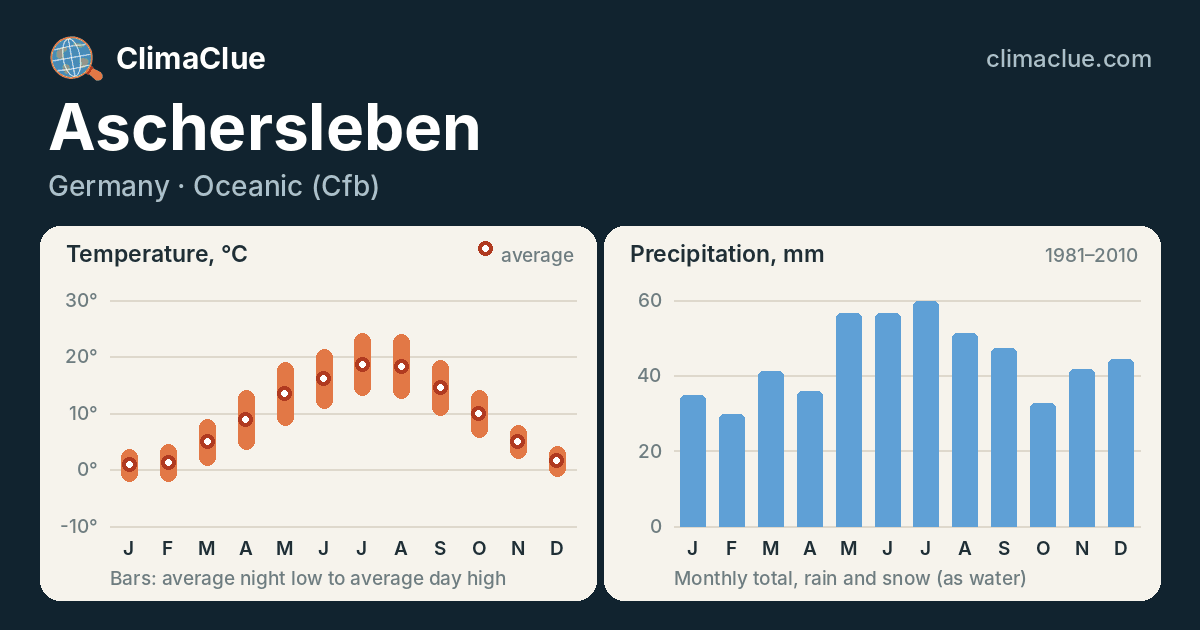 ClimaClue
climaclue.com
Aschersleben
Germany · Oceanic (Cfb)
Temperature, °C
average
30°
20°
10°
0°
-10°
J F M A M J J A S O N D
Bars: average night low to average day high
Precipitation, mm
1981–2010
60
40
20
0
J F M A M J J A S O N D
Monthly total, rain and snow (as water)